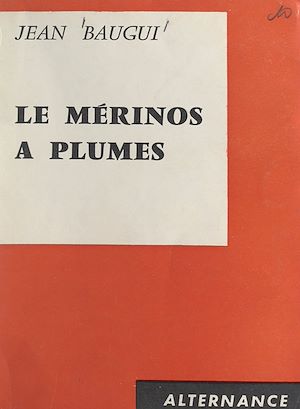 JEAN BAUGUI
LE MÉRINOS
A PLUMES
ALTERNANCE